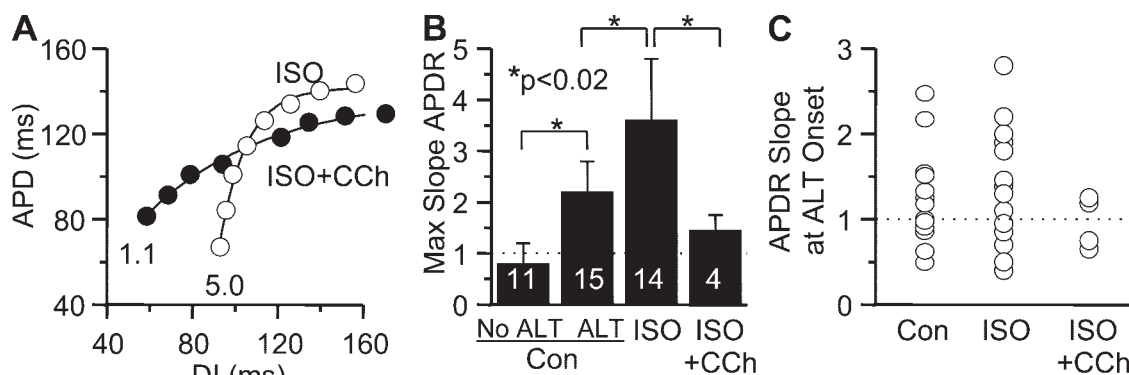 A
160
120
80
40
APD (ms)
ISO
ISO+CCh
1.1
5.0
40
80
120
160
DI (ms)
B
5
4
3
2
1
0
Max Slope APDR
*p<0.02
*
*
*
11
15
14
4
No ALT
ALT
ISO
ISO
+CCh
Con
C
3
2
1
0
APDR Slope
at ALT Onset
Con
ISO
ISO
+CCh